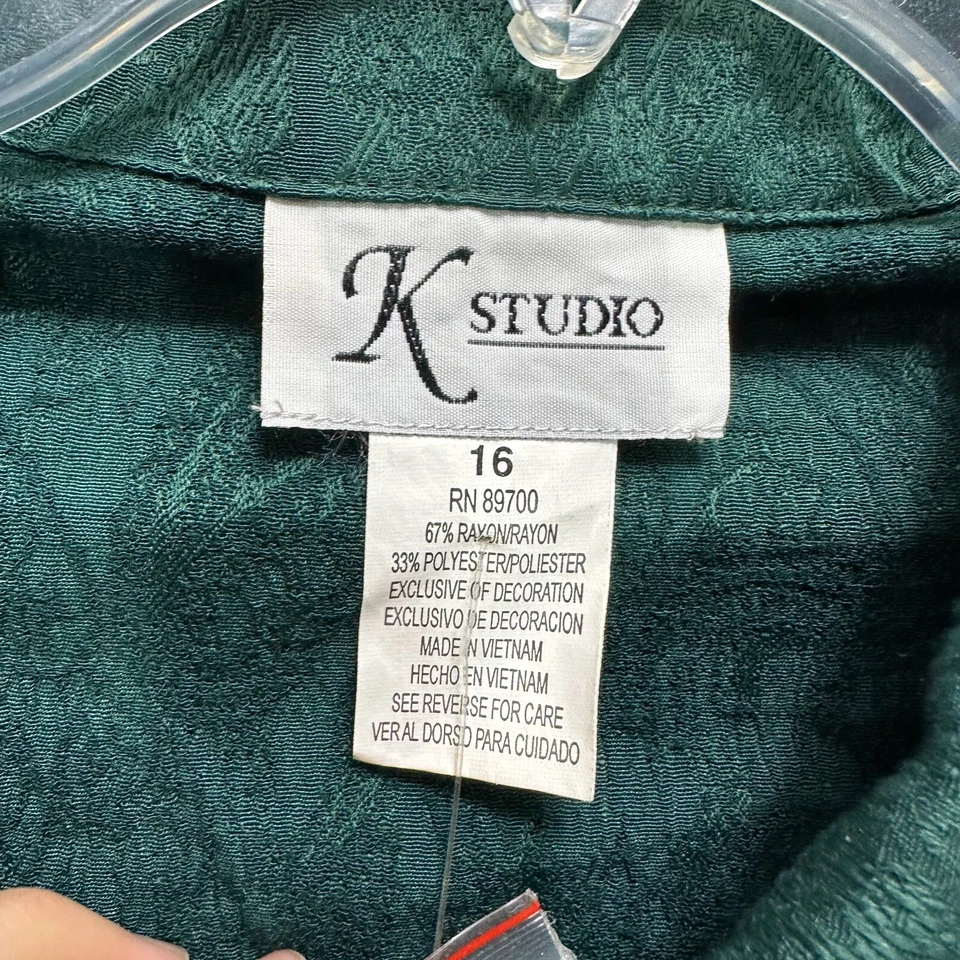 K STUDIO
16
RN 89700
67% RAYON/RAYON
33% POLYESTER/POLIESTER
EXCLUSIVE OF DECORATION
EXCLUSIVO DE DECORACION
MADE IN VIETNAM
HECHO EN VIETNAM
SEE REVERSE FOR CARE
VER AL DORSO PARA CUIDADO